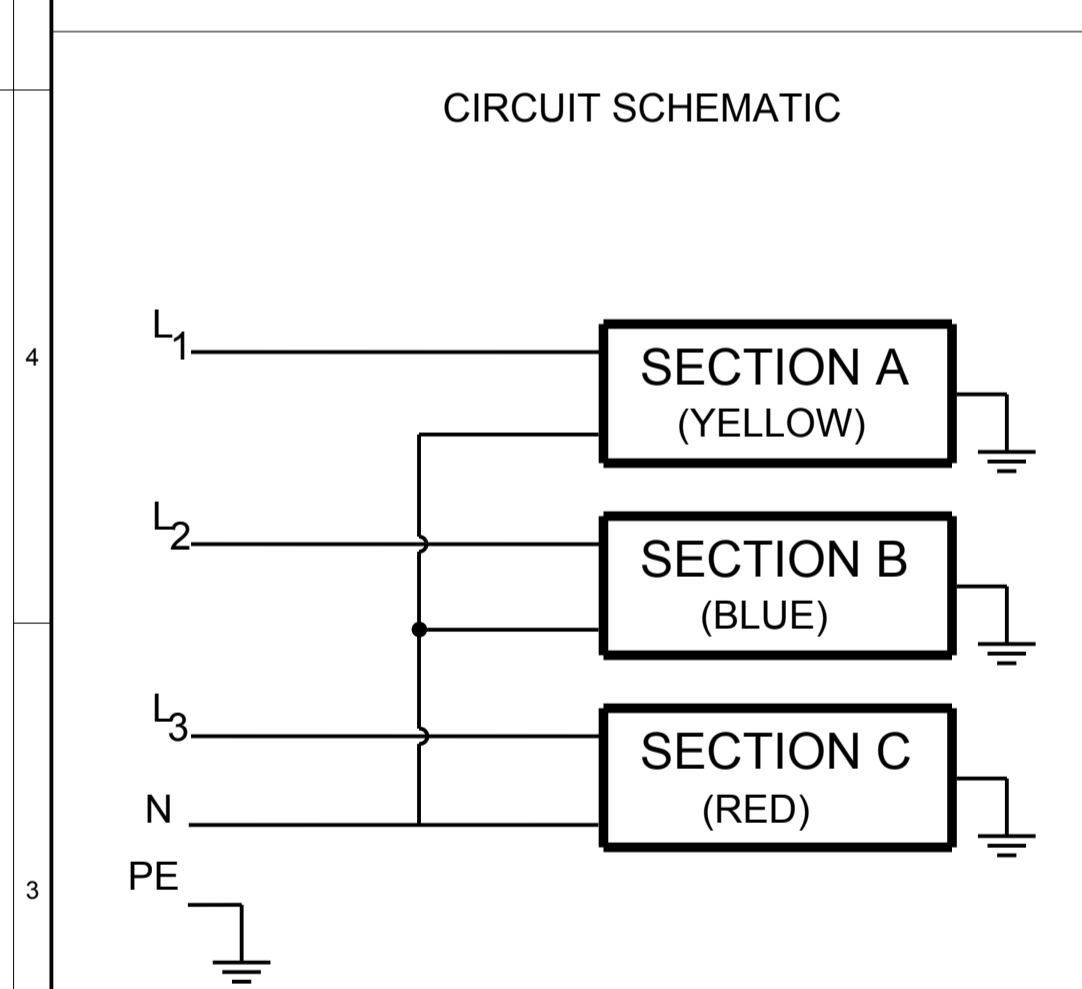 CIRCUIT SCHEMATIC
L1
4
SECTION A
(YELLOW)
L2
SECTION B
(BLUE)
L3
SECTION C
(RED)
N
PE
3